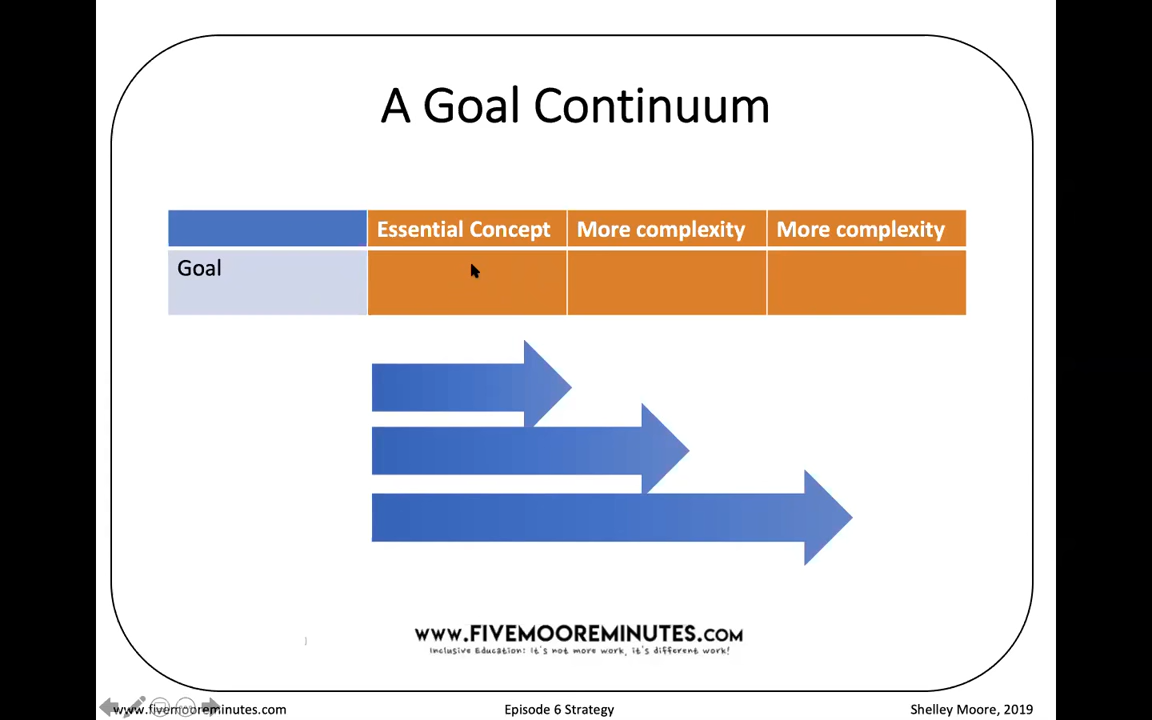 A Goal Continuum
Essential Concept More complexity More complexity
Goal
WWW.FIVEMOOREMINUTES.COM
Inclusive Education: It's not more work, it's different work!
www.fivemooreminutes.com Episode 6 Strategy Shelley Moore, 2019